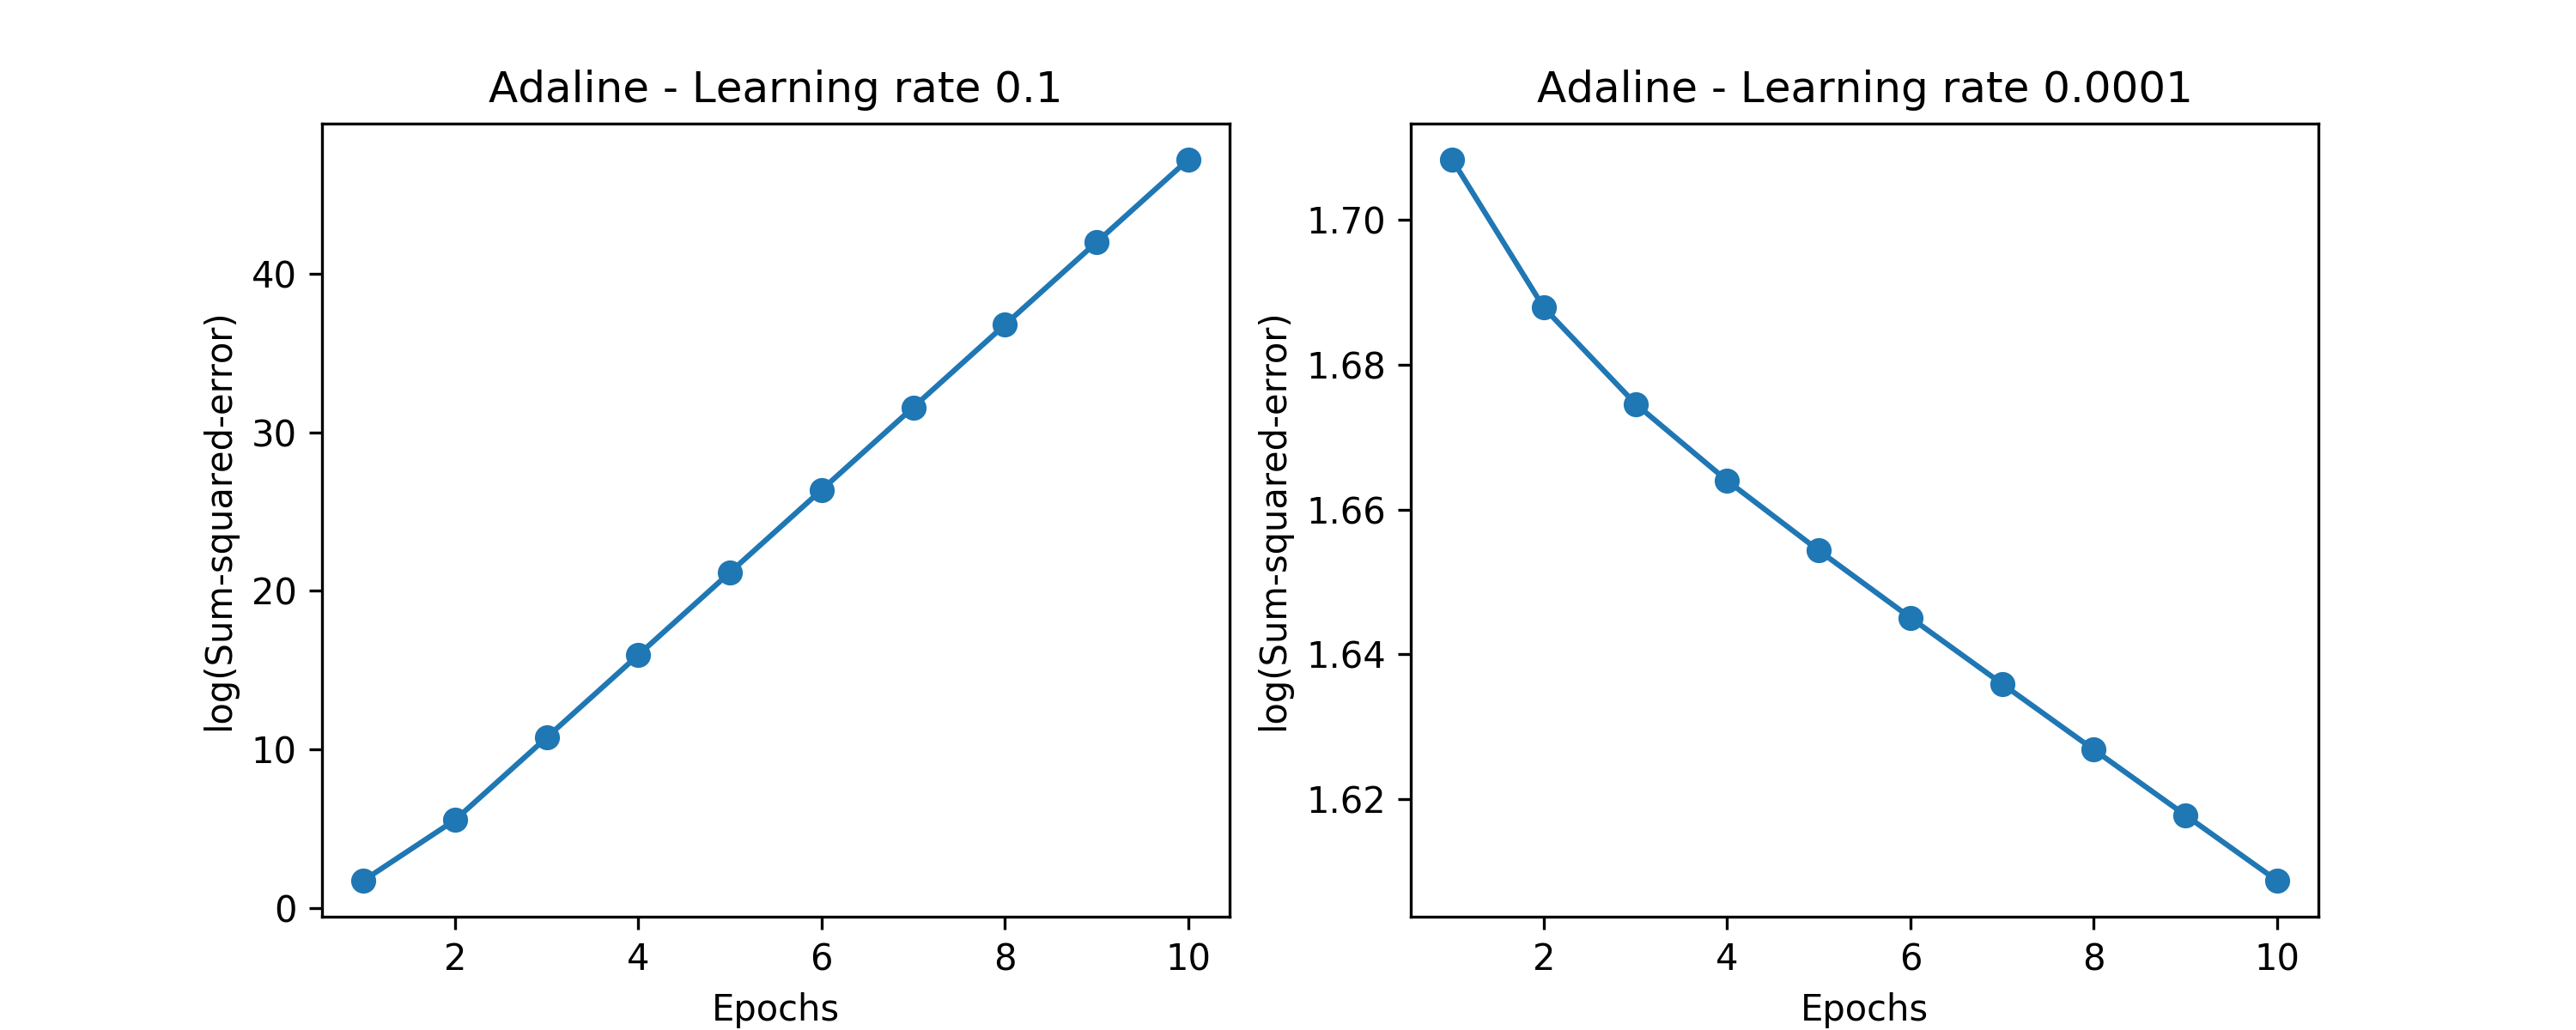 Adaline - Learning rate 0.1
log(Sum-squared-error)
40
30
20
10
0
2 4 6 8 10
Epochs
Adaline - Learning rate 0.0001
log(Sum-squared-error)
1.70
1.68
1.66
1.64
1.62
2 4 6 8 10
Epochs